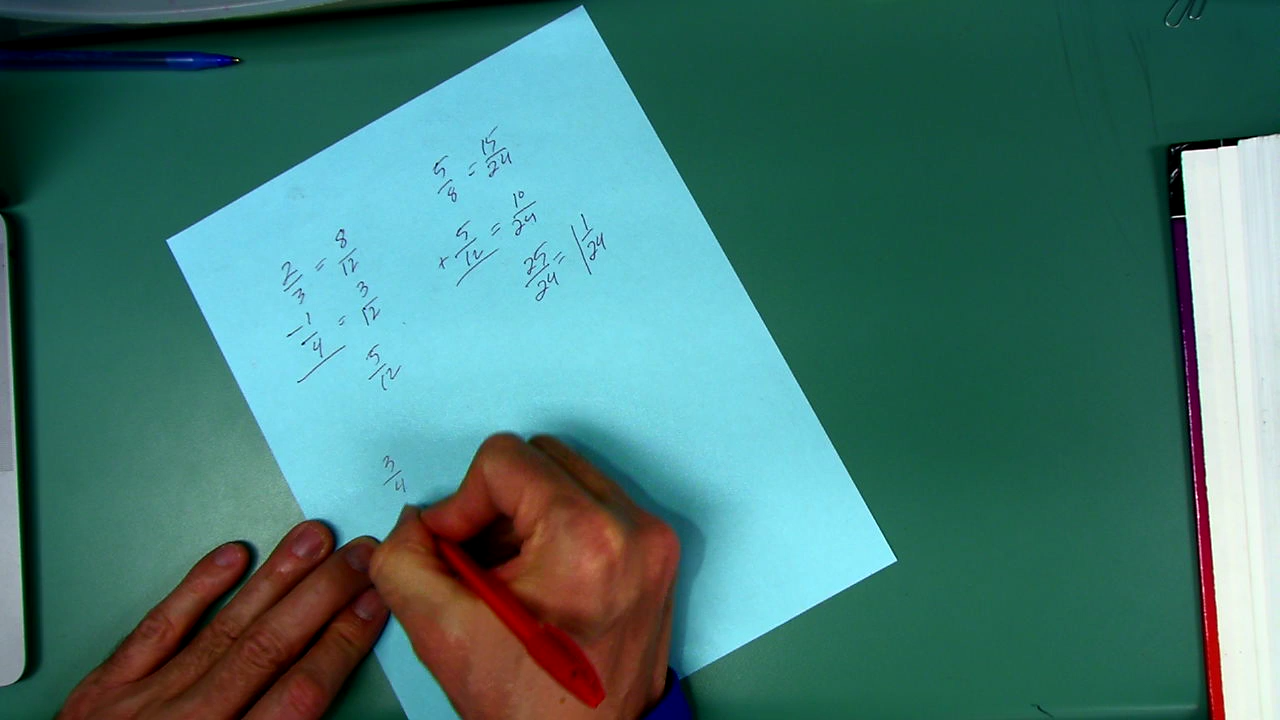 2/3 = 8/12
- 1/4 = 3/12
5/12
5/8 = 15/24
+ 5/12 = 10/24
25/24 = 1 1/24
3/4